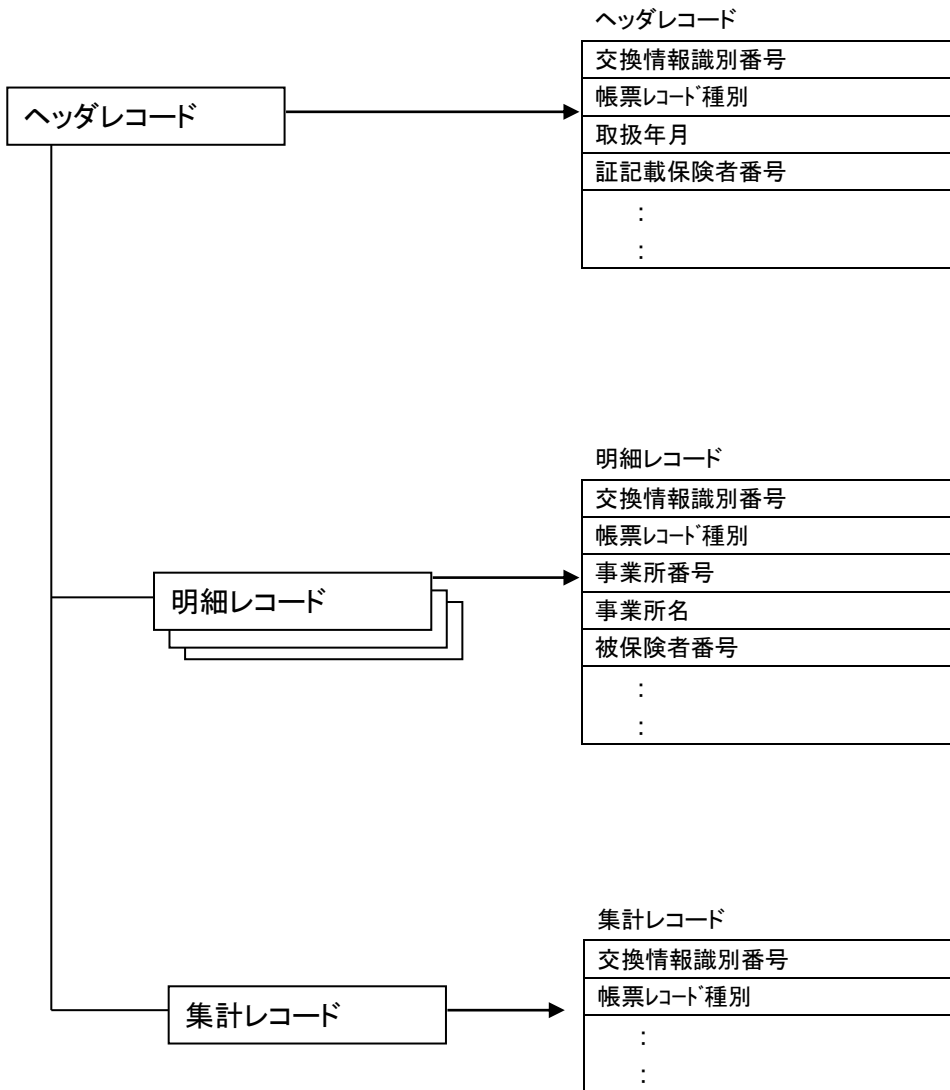 ヘッダレコード
交換情報識別番号
帳票ﾚｺｰﾄﾞ種別
取扱年月
証記載保険者番号
:
:
ヘッダレコード
明細レコード
交換情報識別番号
帳票ﾚｺｰﾄﾞ種別
事業所番号
事業所名
被保険者番号
:
:
明細レコード
集計レコード
交換情報識別番号
帳票ﾚｺｰﾄﾞ種別
:
:
集計レコード